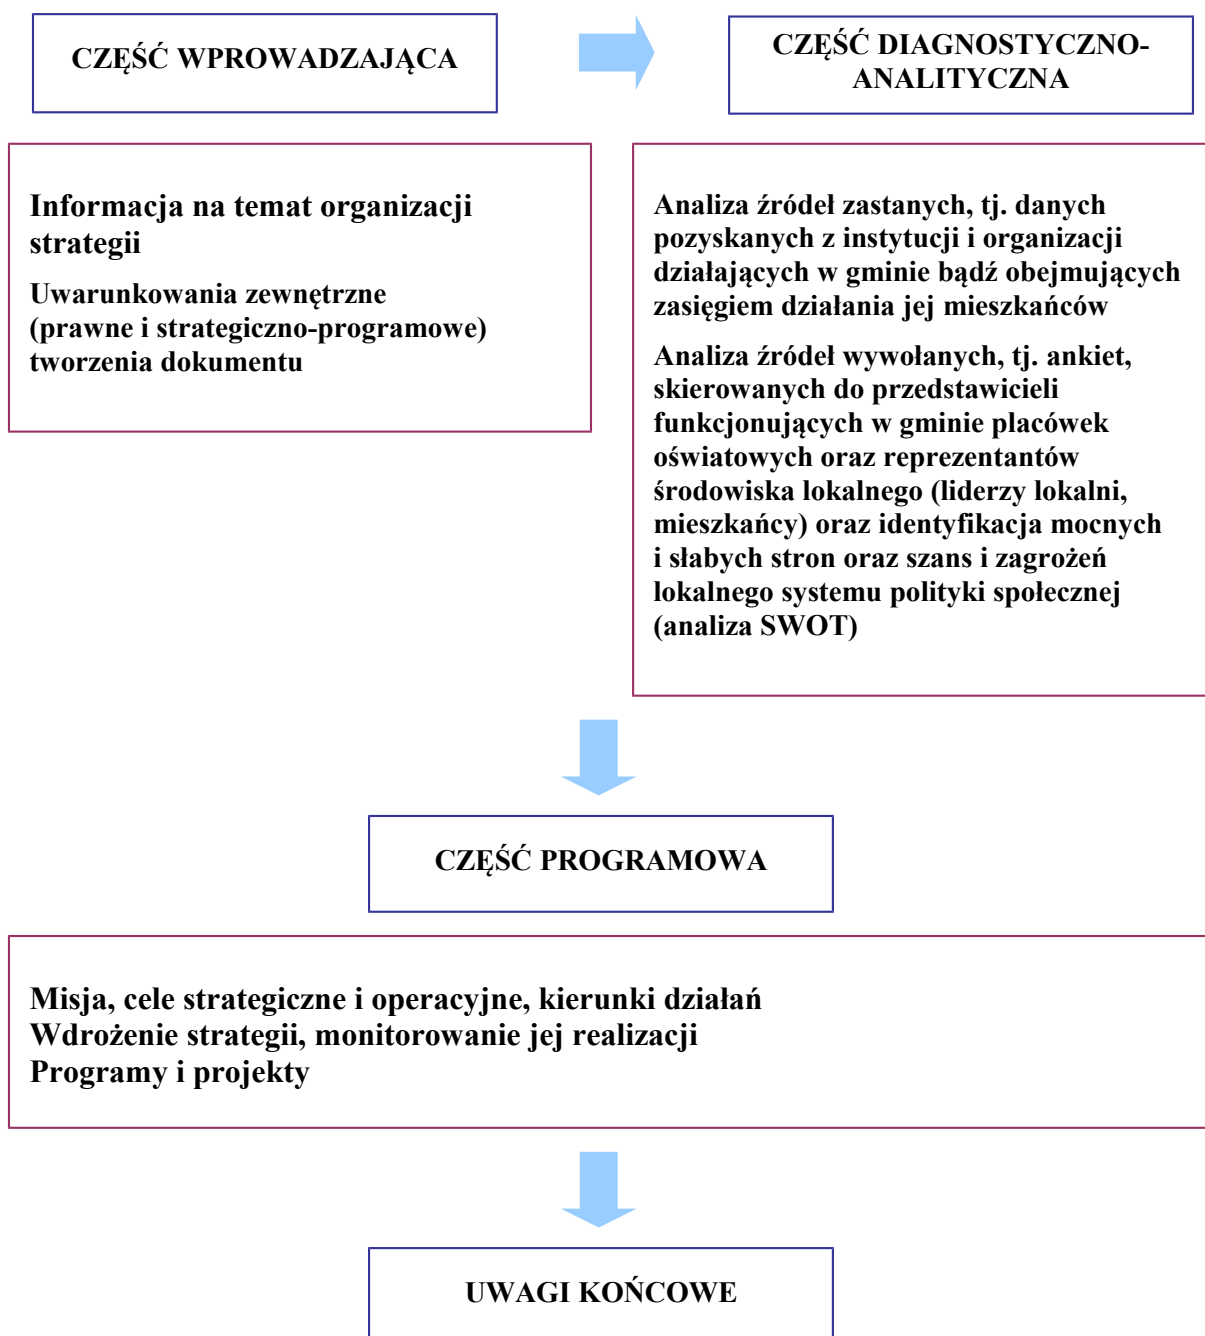 CZĘŚĆ WPROWADZAJĄCA
CZĘŚĆ DIAGNOSTYCZNO-
ANALITYCZNA
Informacja na temat organizacji
strategii
Uwarunkowania zewnętrzne
(prawne i strategiczno-programowe)
tworzenia dokumentu
Analiza źródeł zastanych, tj. danych
pozyskanych z instytucji i organizacji
działających w gminie bądź obejmujących
zasięgiem działania jej mieszkańców
Analiza źródeł wywołanych, tj. ankiet,
skierowanych do przedstawicieli
funkcjonujących w gminie placówek
oświatowych oraz reprezentantów
środowiska lokalnego (liderzy lokalni,
mieszkańcy) oraz identyfikacja mocnych
i słabych stron oraz szans i zagrożeń
lokalnego systemu polityki społecznej
(analiza SWOT)
CZĘŚĆ PROGRAMOWA
Misja, cele strategiczne i operacyjne, kierunki działań
Wdrożenie strategii, monitorowanie jej realizacji
Programy i projekty
UWAGI KOŃCOWE